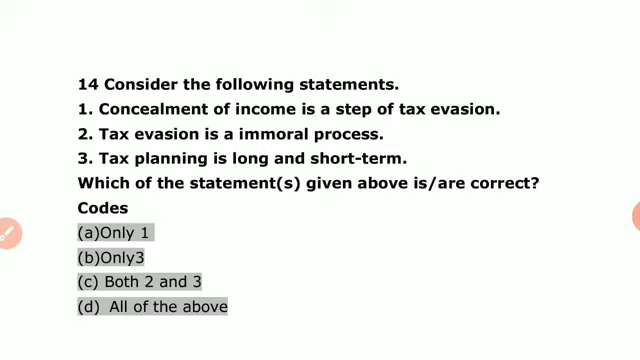 14 Consider the following statements.
1. Concealment of income is a step of tax evasion.
2. Tax evasion is a immoral process.
3. Tax planning is long and short-term.
Which of the statement(s) given above is/are correct?
Codes
(a)Only 1
(b)Only3
(c) Both 2 and 3
(d) All of the above